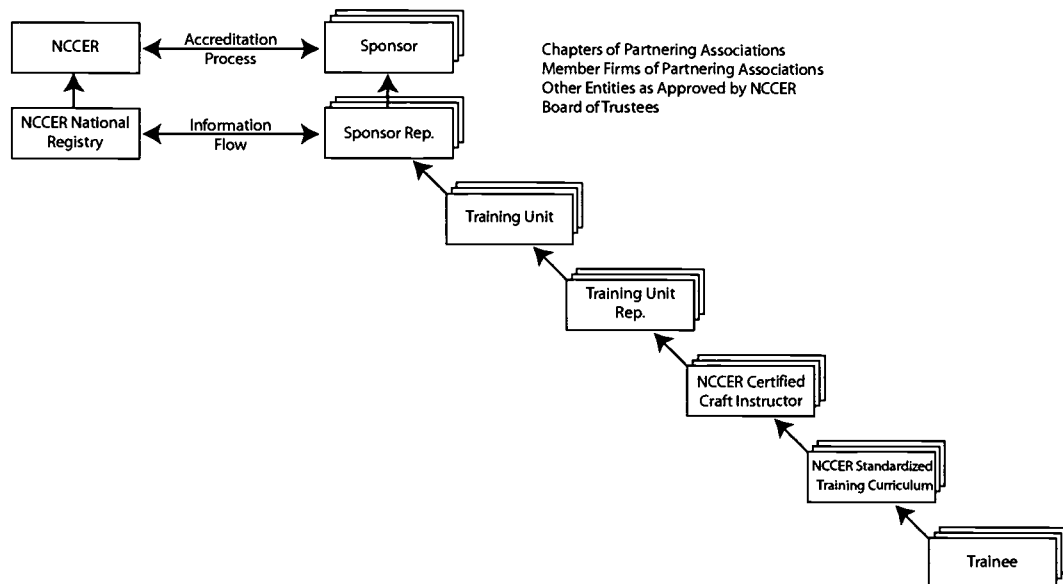 NCCER
Accreditation
Process
Sponsor
Chapters of Partnering Associations
Member Firms of Partnering Associations
Other Entities as Approved by NCCER
Board of Trustees
NCCER National
Registry
Information
Flow
Sponsor Rep.
Training Unit
Training Unit
Rep.
NCCER Certified
Craft Instructor
NCCER Standardized
Training Curriculum
Trainee